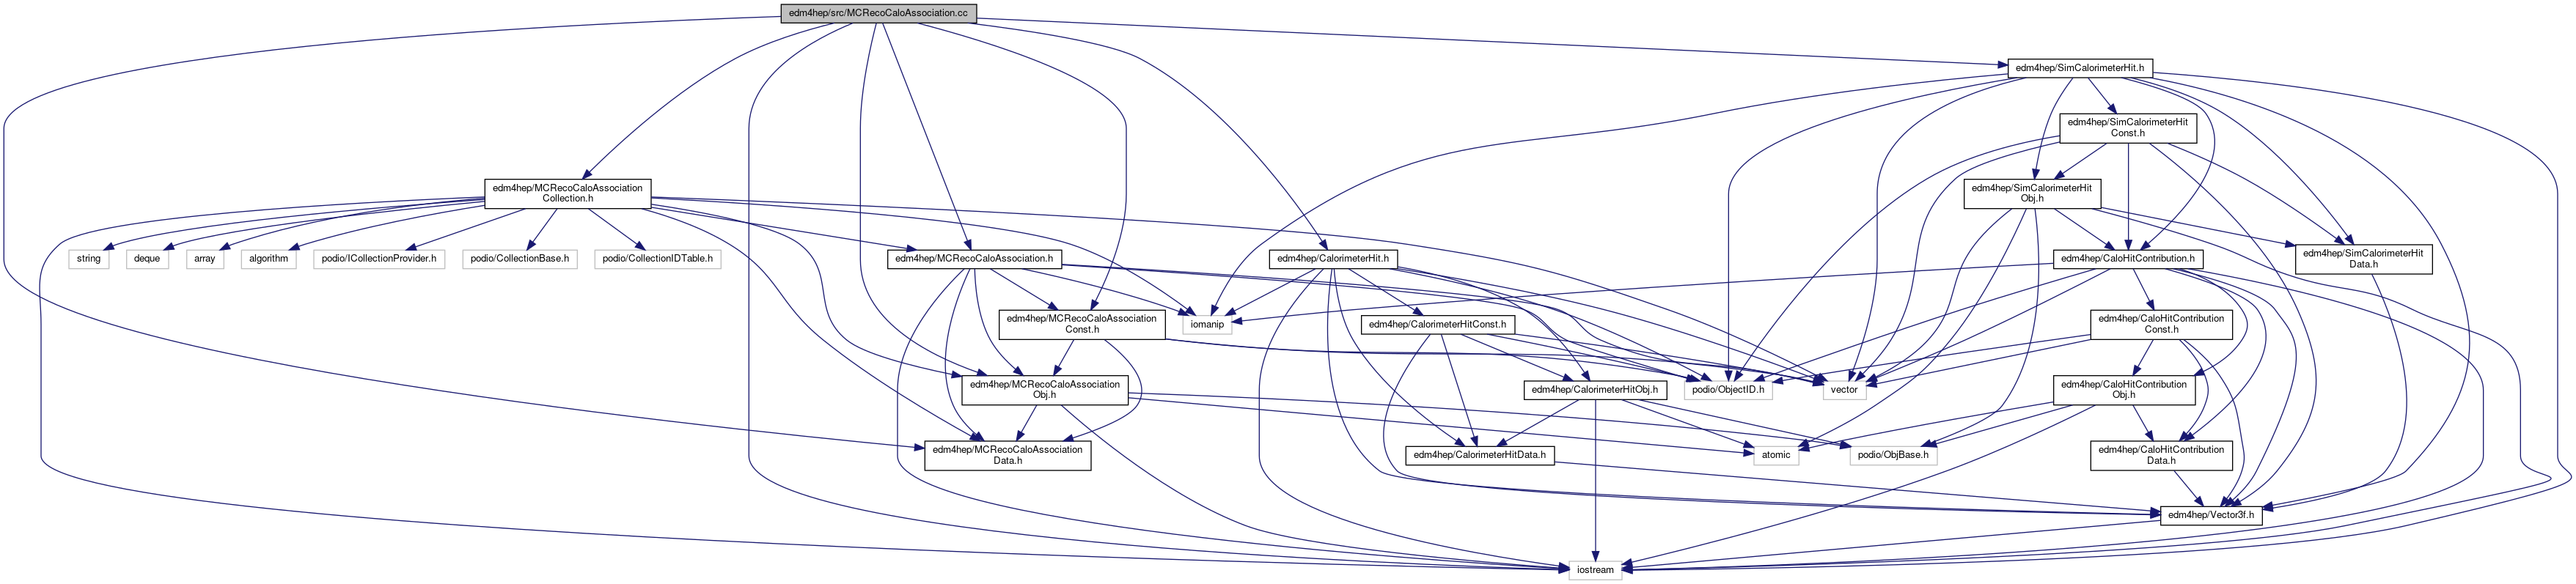 edm4hep/src/MCRecoCaloAssociation.cc
edm4hep/SimCalorimeterHit.h
edm4hep/SimCalorimeterHit
Const.h
edm4hep/MCRecoCaloAssociation
Collection.h
edm4hep/SimCalorimeterHit
Obj.h
string
deque
array
algorithm
podio/ICollectionProvider.h
podio/CollectionBase.h
podio/CollectionIDTable.h
edm4hep/MCRecoCaloAssociation.h
edm4hep/CalorimeterHit.h
edm4hep/CaloHitContribution.h
edm4hep/SimCalorimeterHit
Data.h
edm4hep/MCRecoCaloAssociation
Const.h
iomanip
edm4hep/CalorimeterHitConst.h
edm4hep/CaloHitContribution
Const.h
edm4hep/MCRecoCaloAssociation
Obj.h
edm4hep/CalorimeterHitObj.h
podio/ObjectID.h
vector
edm4hep/CaloHitContribution
Obj.h
edm4hep/MCRecoCaloAssociation
Data.h
edm4hep/CalorimeterHitData.h
atomic
podio/ObjBase.h
edm4hep/CaloHitContribution
Data.h
edm4hep/Vector3f.h
iostream